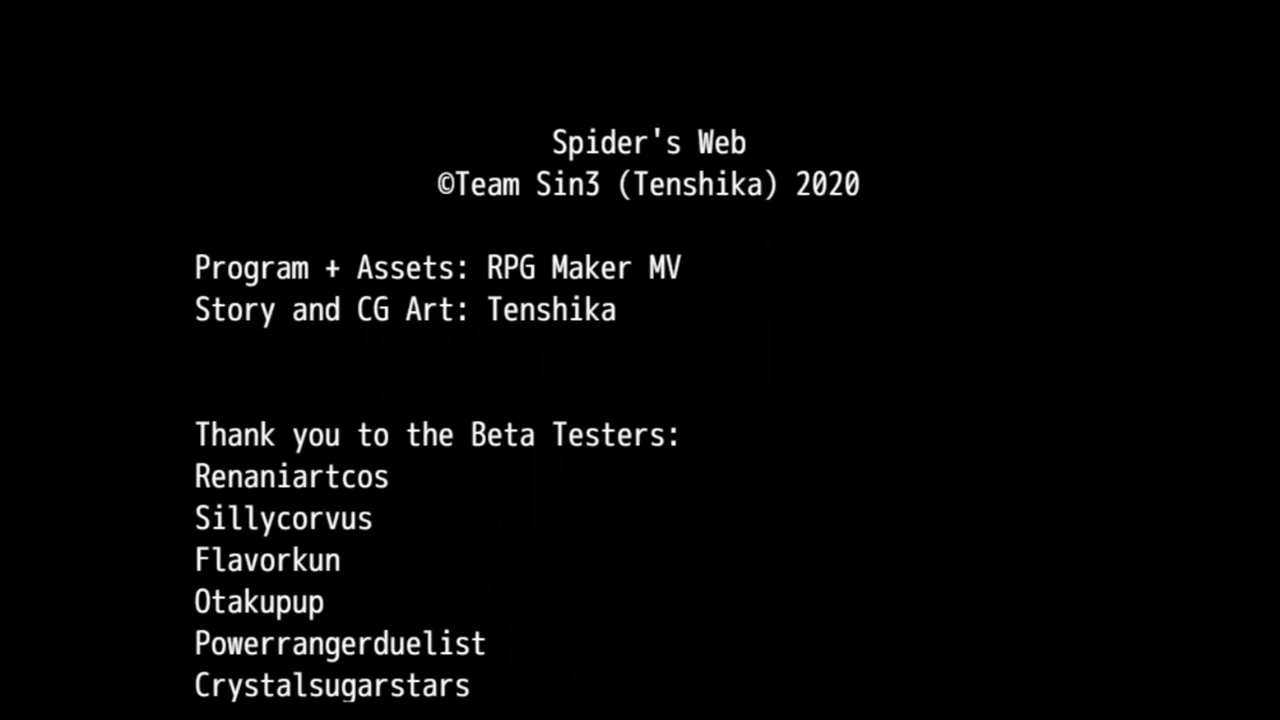 Spider's Web
©Team Sin3 (Tenshika) 2020
Program + Assets: RPG Maker MV
Story and CG Art: Tenshika
Thank you to the Beta Testers:
Renaniartcos
Sillycorvus
Flavorkun
Otakupup
Powerrangerduelist
Crystalsugarstars